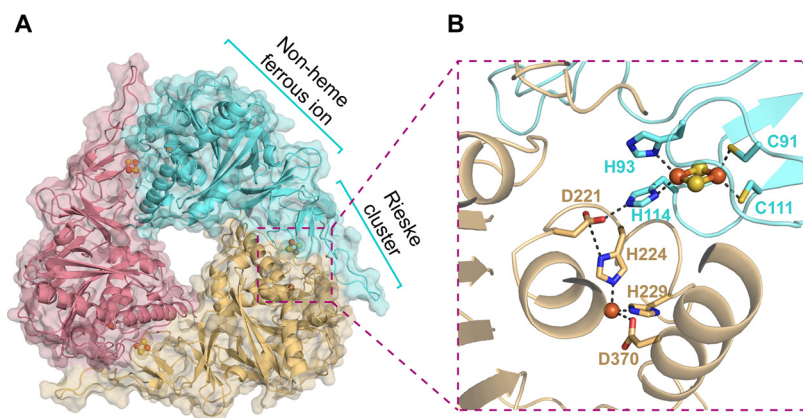 A
Non-heme
ferrous ion
Rieske
cluster
B
H93
C91
D221
H114
C111
H224
H229
D370